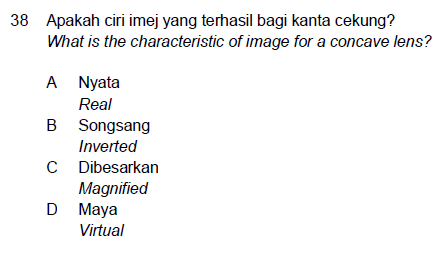 38 Apakah ciri imej yang terhasil bagi kanta cekung?
What is the characteristic of image for a concave lens?
A Nyata
Real
B Songsang
Inverted
C Dibesarkan
Magnified
D Maya
Virtual